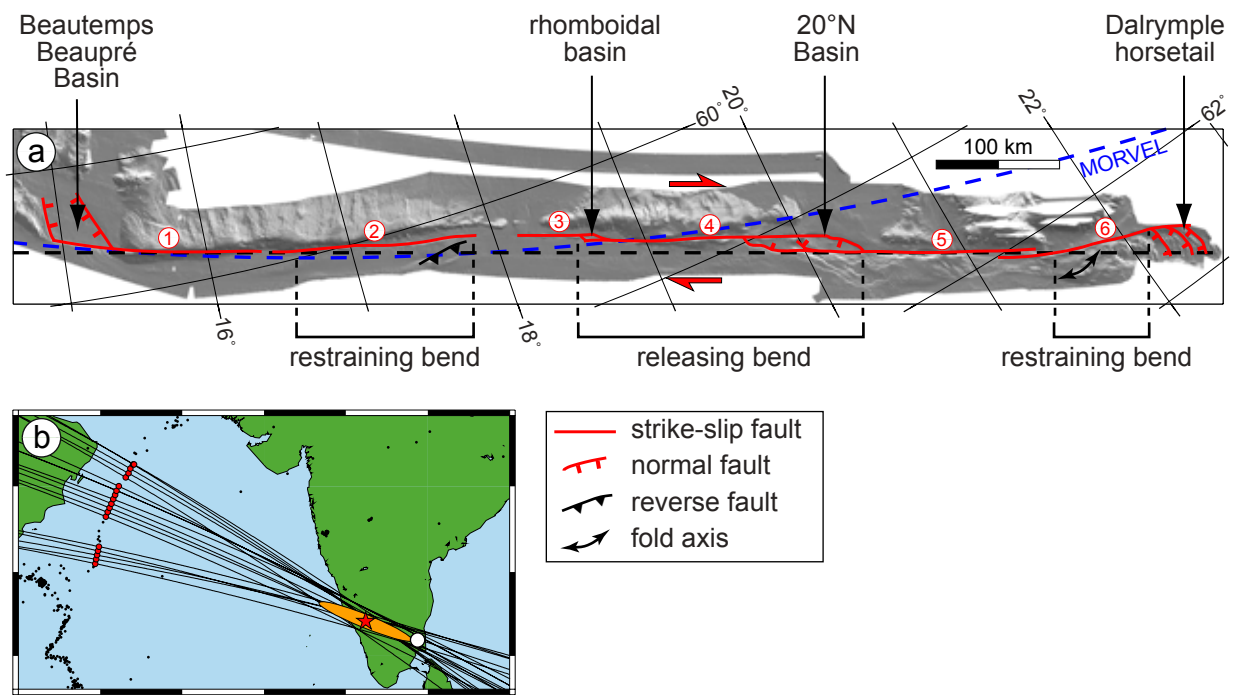 Beautemps
Beaupré
Basin
rhomboidal
basin
20°N
Basin
Dalrymple
horsetail
a
60°
20°
22°
62°
100 km
MORVEL
1
2
3
4
5
6
16°
18°
restraining bend
releasing bend
restraining bend
b
strike-slip fault
normal fault
reverse fault
fold axis